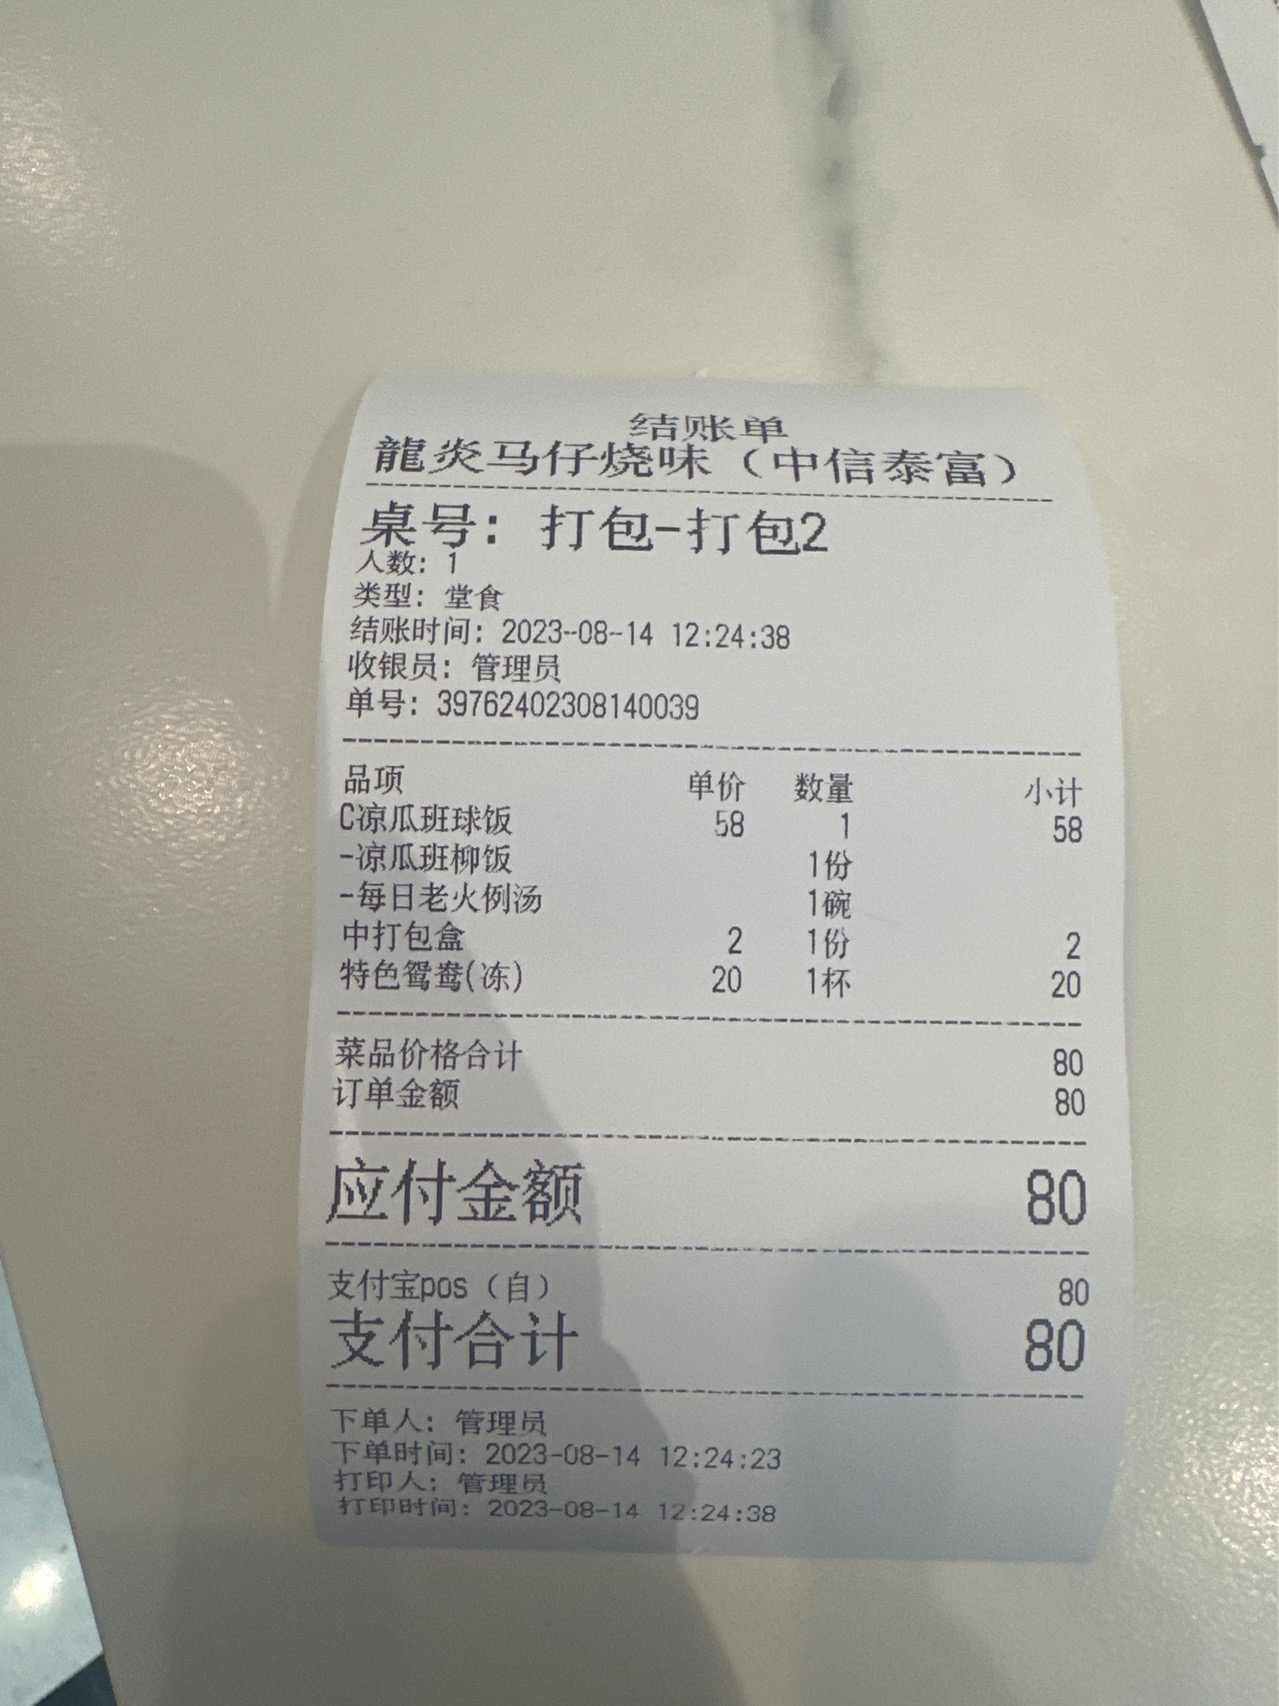 结账单
龍炎马仔烧味（中信泰富）
桌号：打包-打包2
人数：1
类型：堂食
结账时间：2023-08-14 12:24:38
收银员：管理员
单号：39762402308140039
品项 单价 数量 小计
C凉瓜班球饭 58 1 58
-凉瓜班柳饭 1份
-每日老火例汤 1碗
中打包盒 2 1份 2
特色鸳鸯(冻) 20 1杯 20
菜品价格合计 80
订单金额 80
应付金额 80
支付宝pos（自） 80
支付合计 80
下单人：管理员
下单时间：2023-08-14 12:24:23
打印人：管理员
打印时间：2023-08-14 12:24:38